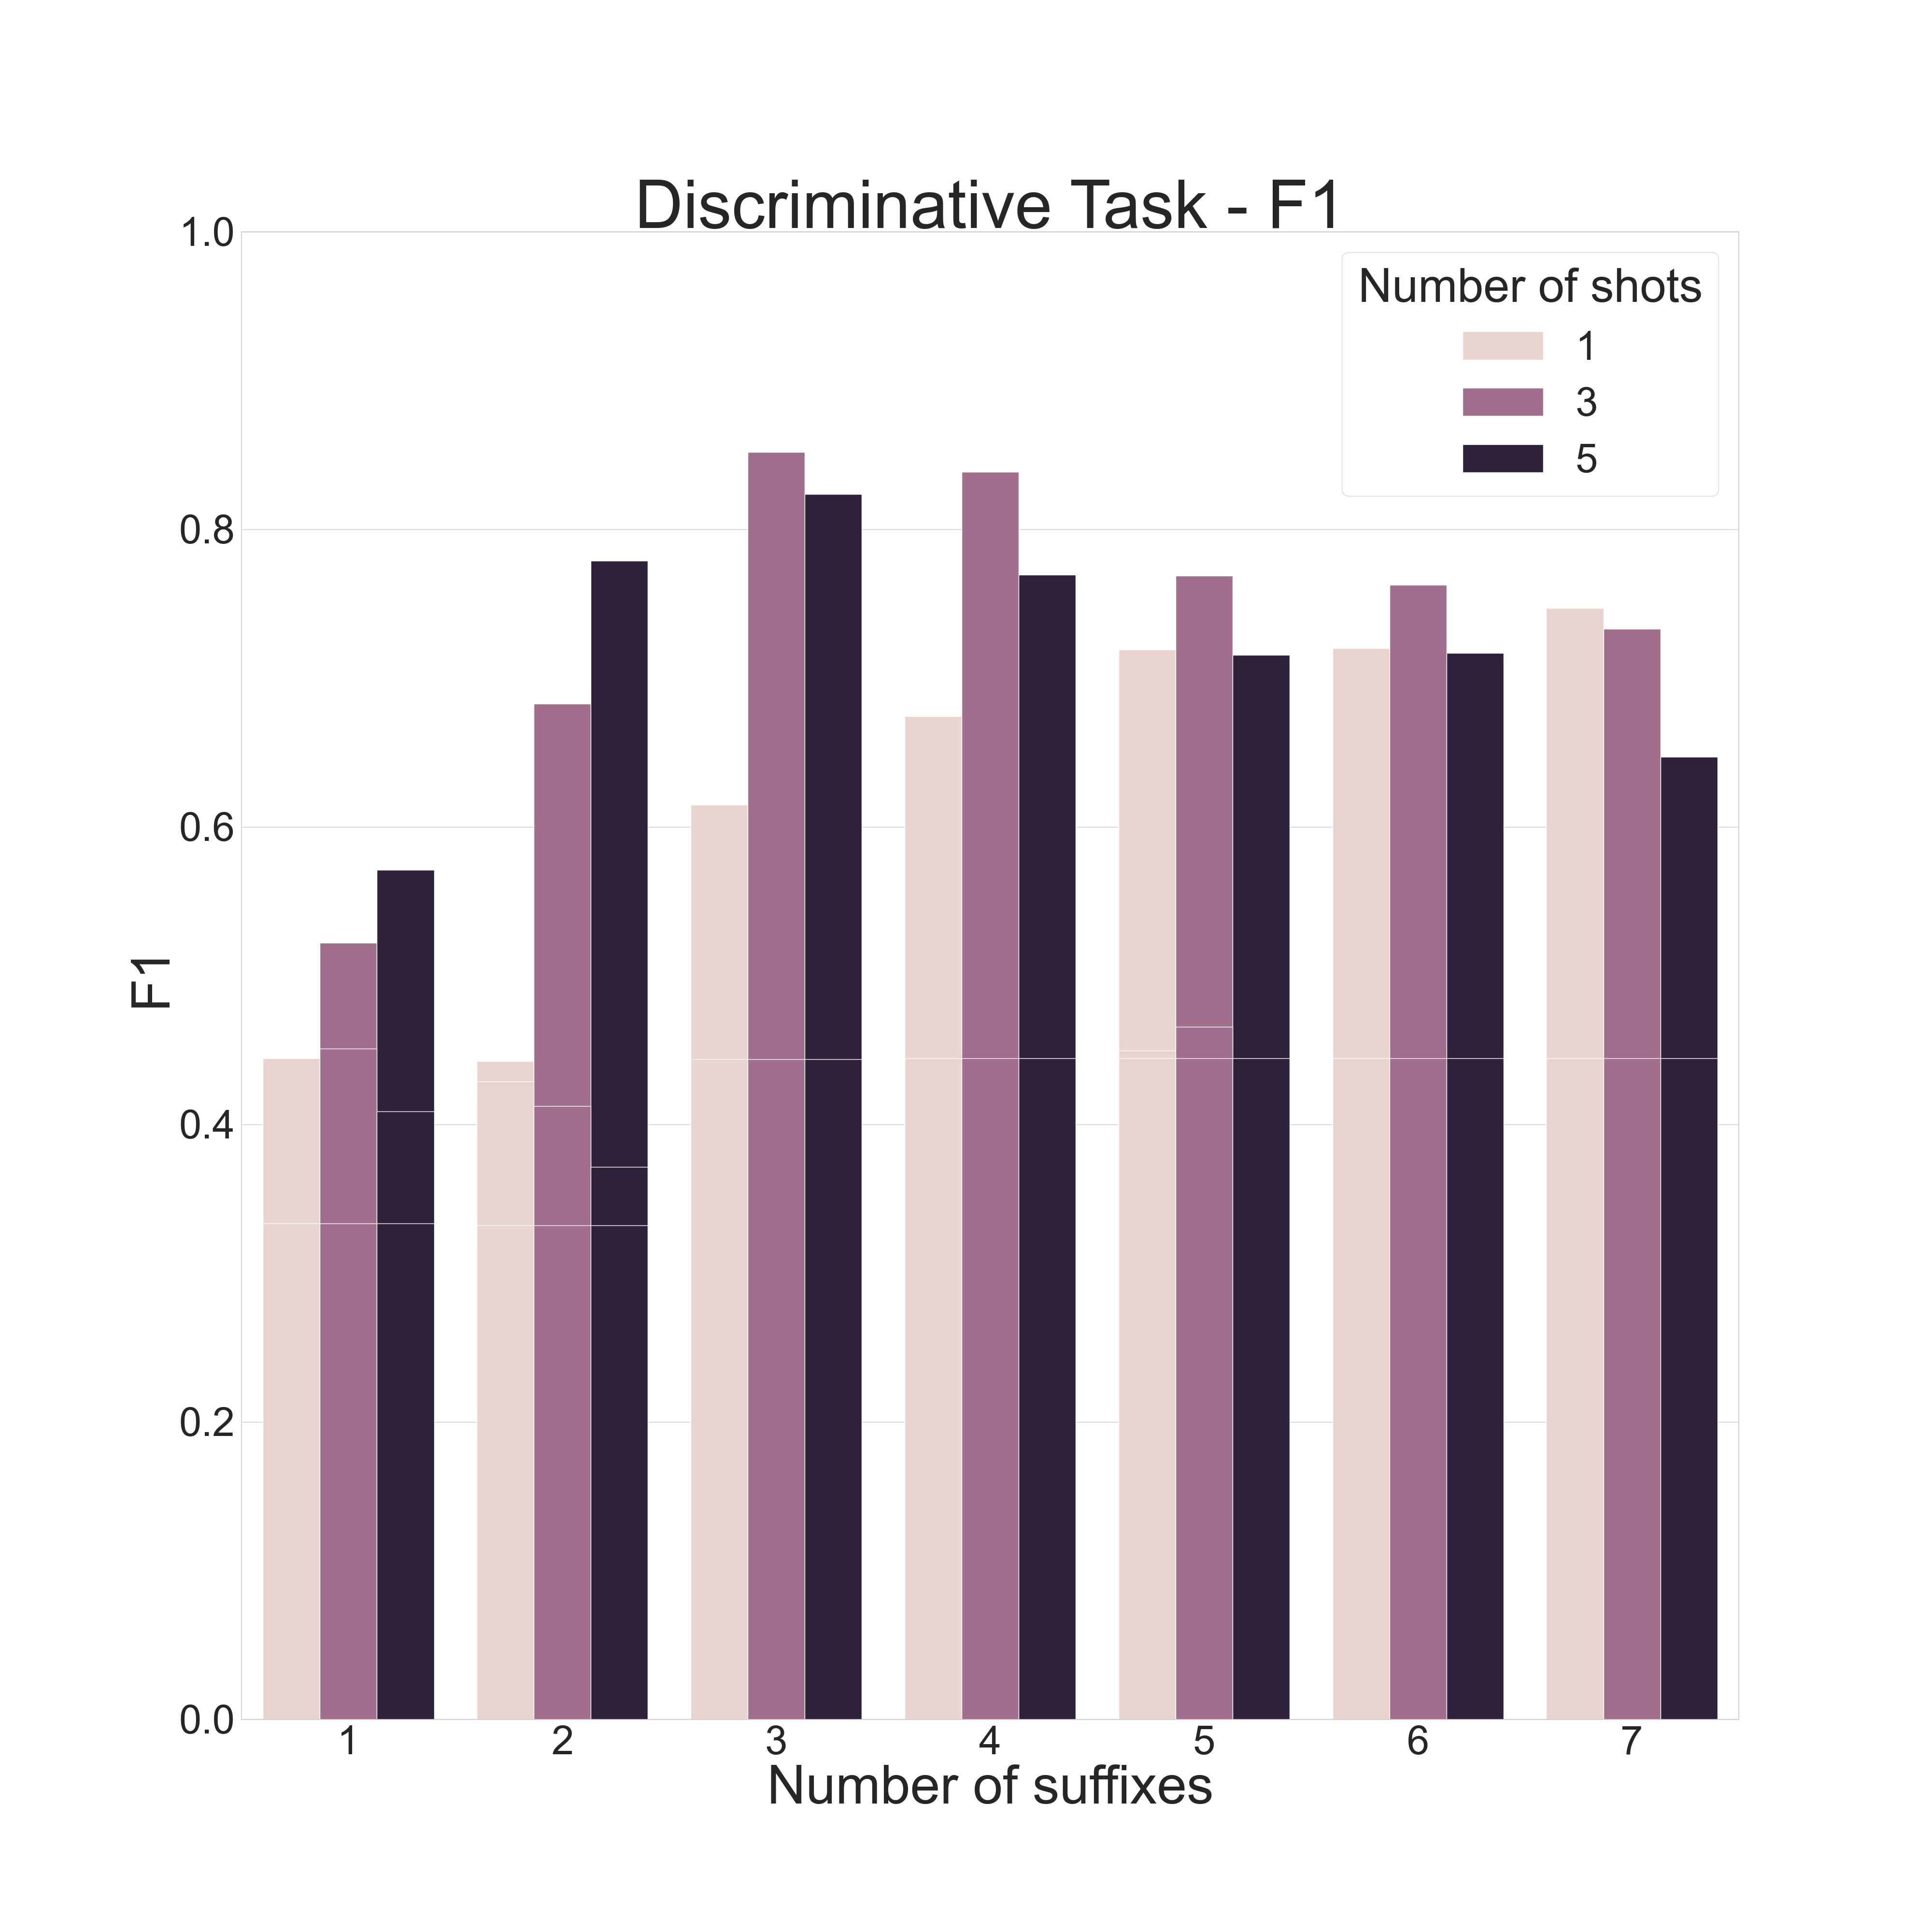 Discriminative Task - F1
1.0
0.8
0.6
0.4
0.2
0.0
F1
Number of shots
1
3
5
1 2 3 4 5 6 7
Number of suffixes